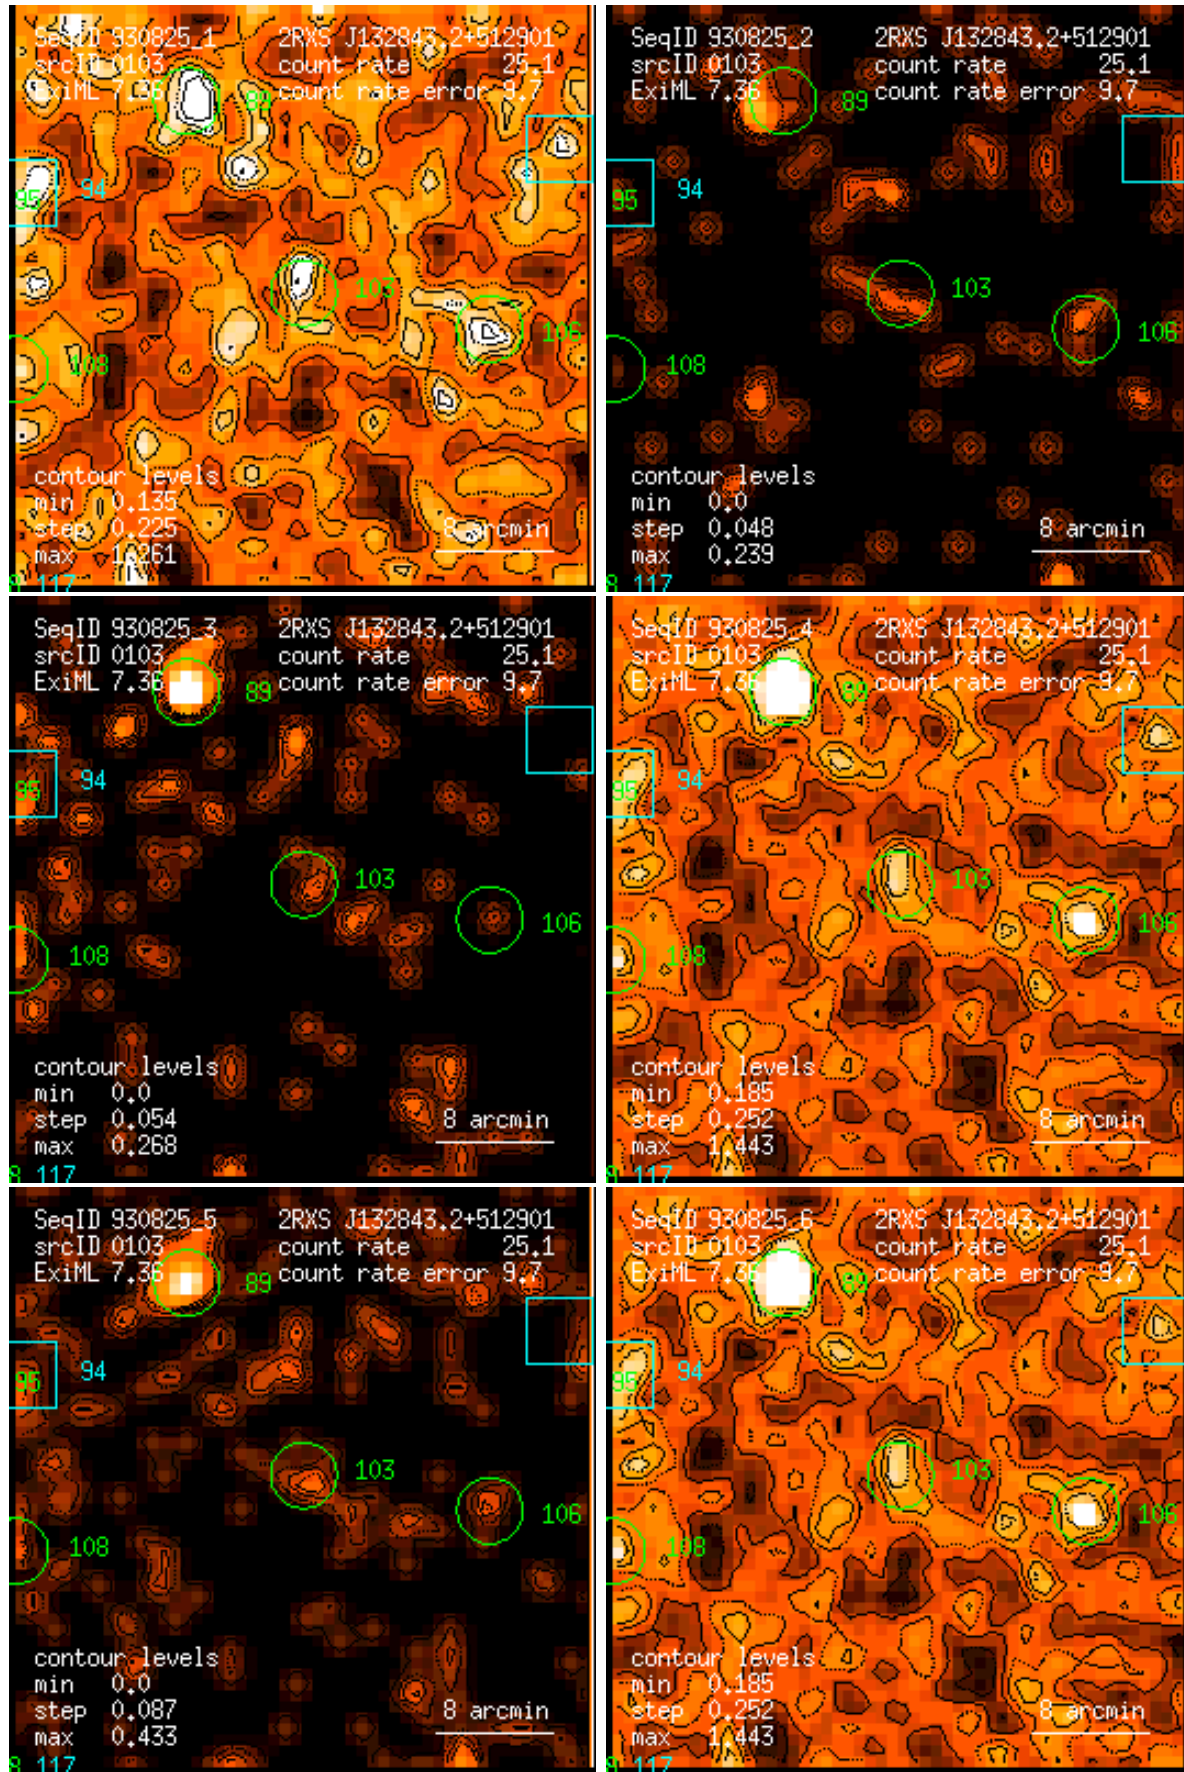 SeqID 930825_1 2RXS J132843.2+512901
srcID 0103 count rate 25.1
ExiML 7.36 89 count rate error 9.7
95 94
103
106
108
contour levels
min 0.135
step 0.225
max 1.261
8 arcmin
8 117
SeqID 930825_2 2RXS J132843.2+512901
srcID 0103 count rate 25.1
ExiML 7.36 89 count rate error 9.7
95 94
103
106
108
contour levels
min 0.0
step 0.048
max 0.239
8 arcmin
8 117
SeqID 930825_3 2RXS J132843.2+512901
srcID 0103 count rate 25.1
ExiML 7.36 89 count rate error 9.7
95 94
103
106
108
contour levels
min 0.0
step 0.054
max 0.268
8 arcmin
8 117
SeqID 930825_4 2RXS J132843.2+512901
srcID 0103 count rate 25.1
ExiML 7.36 89 count rate error 9.7
95 94
103
106
108
contour levels
min 0.185
step 0.252
max 1.443
8 arcmin
8 117
SeqID 930825_5 2RXS J132843.2+512901
srcID 0103 count rate 25.1
ExiML 7.36 89 count rate error 9.7
95 94
103
106
108
contour levels
min 0.0
step 0.087
max 0.433
8 arcmin
8 117
SeqID 930825_6 2RXS J132843.2+512901
srcID 0103 count rate 25.1
ExiML 7.36 89 count rate error 9.7
95 94
103
106
108
contour levels
min 0.185
step 0.252
max 1.443
8 arcmin
8 117